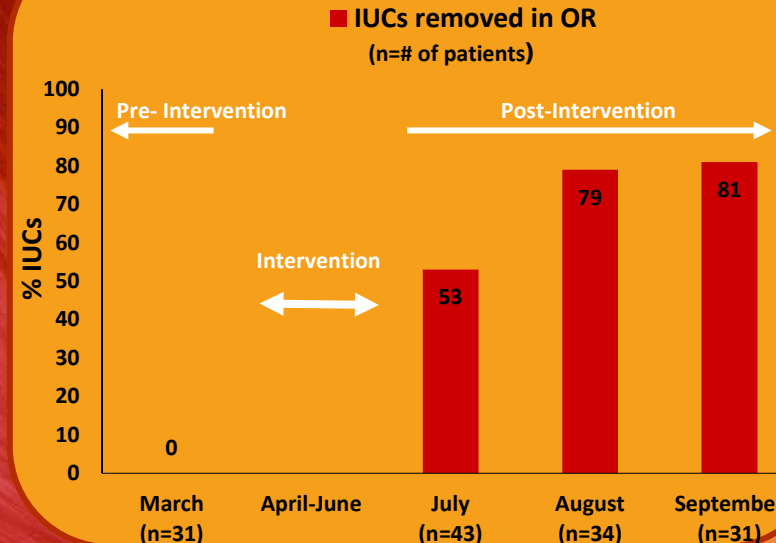 IUCs removed in OR
(n=# of patients)
100
90
80
70
60
50
40
30
20
10
0
% IUCs
Pre- Intervention
Post-Intervention
Intervention
0
53
79
81
March
(n=31)
April-June
July
(n=43)
August
(n=34)
September
(n=31)